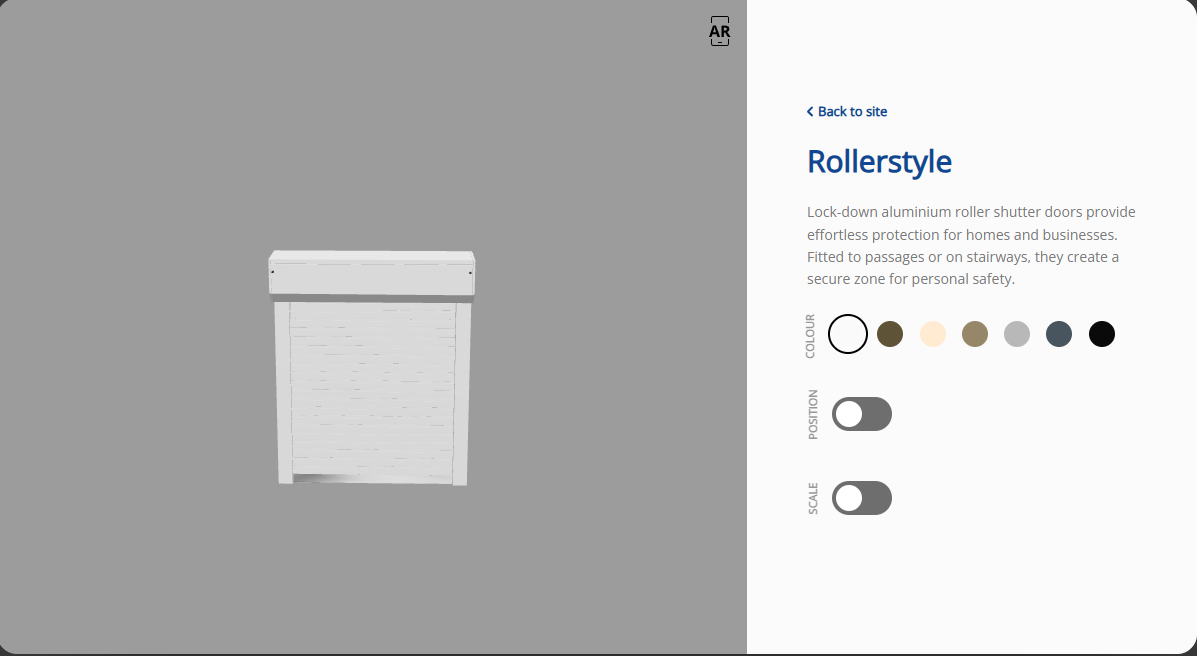 AR
Back to site
Rollerstyle
Lock-down aluminium roller shutter doors provide
effortless protection for homes and businesses.
Fitted to passages or on stairways, they create a
secure zone for personal safety.
COLOUR
POSITION
SCALE